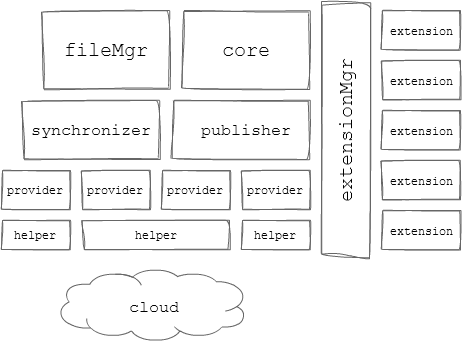 fileMgr
core
extensionMgr
extension
extension
extension
extension
extension
synchronizer
publisher
provider
provider
provider
provider
helper
helper
helper
cloud